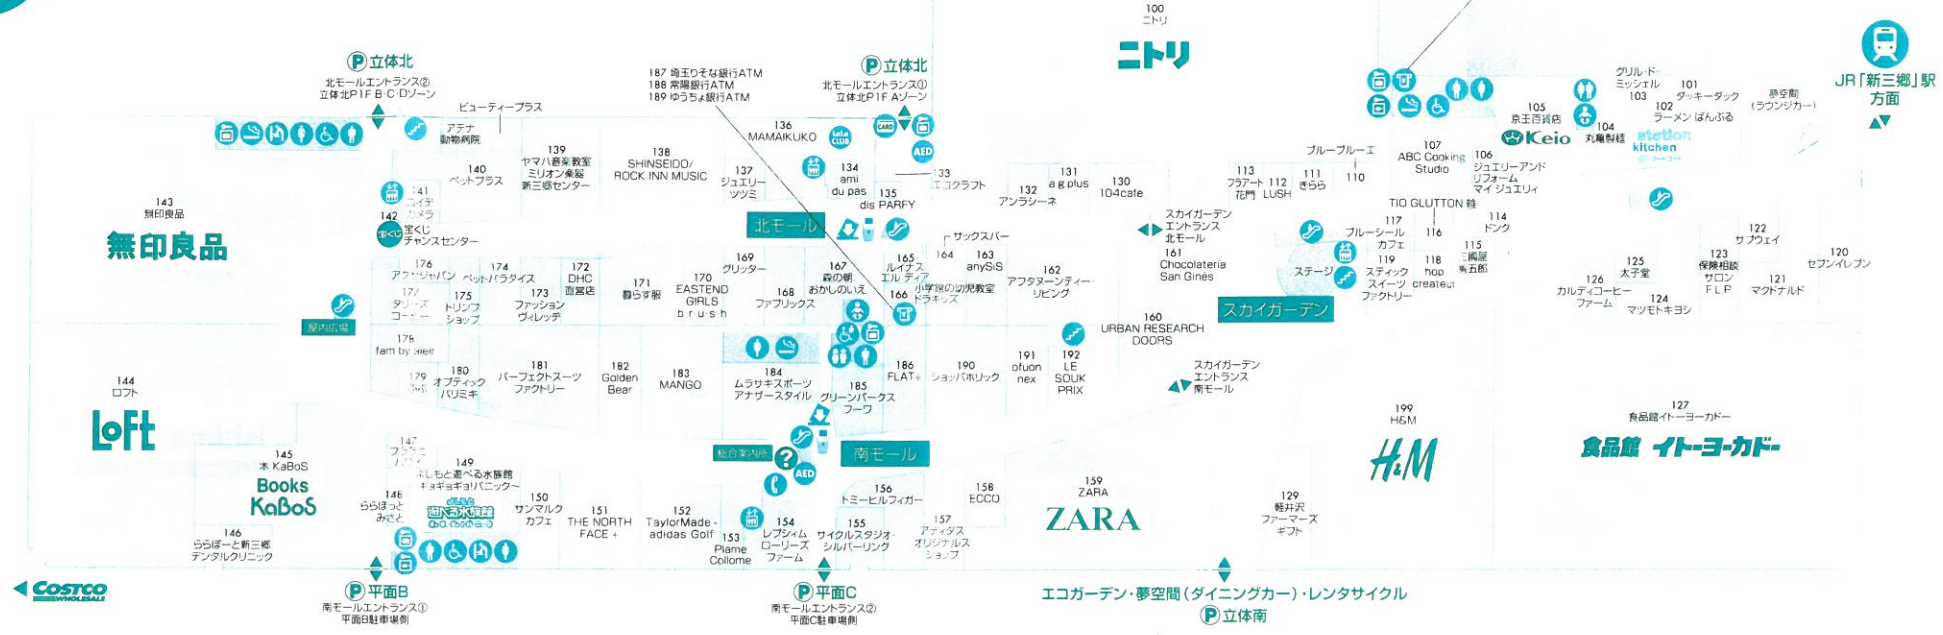 100
ニトリ
ニトリ
JR「新三郷」駅
方面
P立体北
北モールエントランス②
立体北P1F B・C・Dゾーン
187 埼玉りそな銀行ATM
188 常陽銀行ATM
189 ゆうちょ銀行ATM
P立体北
北モールエントランス①
立体北P1F Aゾーン
グリル・ド・
ミッシェル
103
101
ダッキーダック
102
ラーメン ばんぶる
夢空間
(ラウンジカー)
105
京王百貨店
Keio
104
丸亀製麺
station
kitchen
ビューティープラス
アテナ
動物病院
136
MAMAIKUKO
LaLa
CLUB
CARD
AED
139
ヤマハ音楽教室
ミリオン楽器
新三郷センター
138
SHINSEIDO/
ROCK INN MUSIC
137
ジュエリー
ツツミ
134
ami
du pas
133
エコクラフト
135
dis PARFY
132
アンラシーネ
131
a.g.plus
130
104cafe
113
フラアート
花門
112
LUSH
111
きらら
ブルーブルーエ
110
107
ABC Cooking
Studio
106
ジュエリーアンド
リフォーム
マイ ジュエリィ
140
ペットプラス
141
カメラ
142
宝くじ
宝くじ
チャンスセンター
143
無印良品
無印良品
北モール
スカイガーデン
エントランス
北モール
TIO GLUTTON
117
ブルーシール
カフェ
116
114
ドンク
115
122
サブウェイ
120
セブンイレブン
176
174
ペットパラダイス
172
DHC
直営店
171
暮らす服
169
グリッター
170
EASTEND
GIRLS
brush
168
ファブリックス
167
森の朝
おかしのいえ
165
ルイナス
エル ディア
サックスバー
164
163
anySiS
小学館の幼児教室
ドラキッズ
166
162
アフタヌーンティー・
リビング
161
Chocolatería
San Ginés
ステージ
119
スティック
スイーツ
ファクトリー
118
hop
createur
スカイガーデン
125
太子堂
126
カルディコーヒー
ファーム
124
マツモトキヨシ
123
保険相談
サロン
FLP
121
マクドナルド
175
トリンプ
ショップ
173
ファッション
ヴィレッヂ
屋内広場
160
URBAN RESEARCH
DOORS
178
180
オプティック
パリミキ
181
パーフェクトスーツ
ファクトリー
182
Golden
Bear
183
MANGO
184
ムラサキスポーツ
アナザースタイル
185
グリーンパークス
フーワ
186
FLAT+
190
ショッパホリック
191
ofuon
nex
192
LE
SOUK
PRIX
スカイガーデン
エントランス
南モール
144
ロフト
LoFt
199
H&M
H&M
127
食品館イトーヨーカドー
食品館 イトーヨーカドー
総合案内所
?
AED
南モール
145
本 KaBoS
Books
KaBoS
146
ららぽーと新三郷
デンタルクリニック
147
148
ららぽっと
みさと
149
よしもと遊べる水族館
150
サンマルク
カフェ
151
THE NORTH
FACE +
152
TaylorMade -
adidas Golf
153
Plame
Collome
154
レプシィム
ローリーズ
ファーム
155
サイクルスタジオ・
シルバーリング
156
トミーヒルフィガー
157
アディダス
オリジナルス
ショップ
158
ECCO
159
ZARA
ZARA
129
軽井沢
ファーマーズ
ギフト
COSTCO
WHOLESALE
P平面B
南モールエントランス①
平面B駐車場側
P平面C
南モールエントランス②
平面C駐車場側
エコガーデン・夢空間(ダイニングカー)・レンタサイクル
P立体南